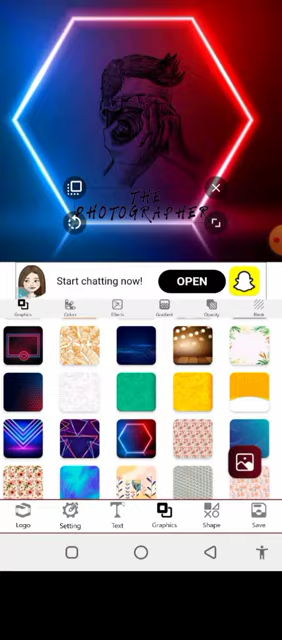 THE
PHOTOGRAPHER
Start chatting now!
OPEN
Graphics
Colors
Effects
Gradient
Opacity
Logo
Setting
Text
Graphics
Shape
Save